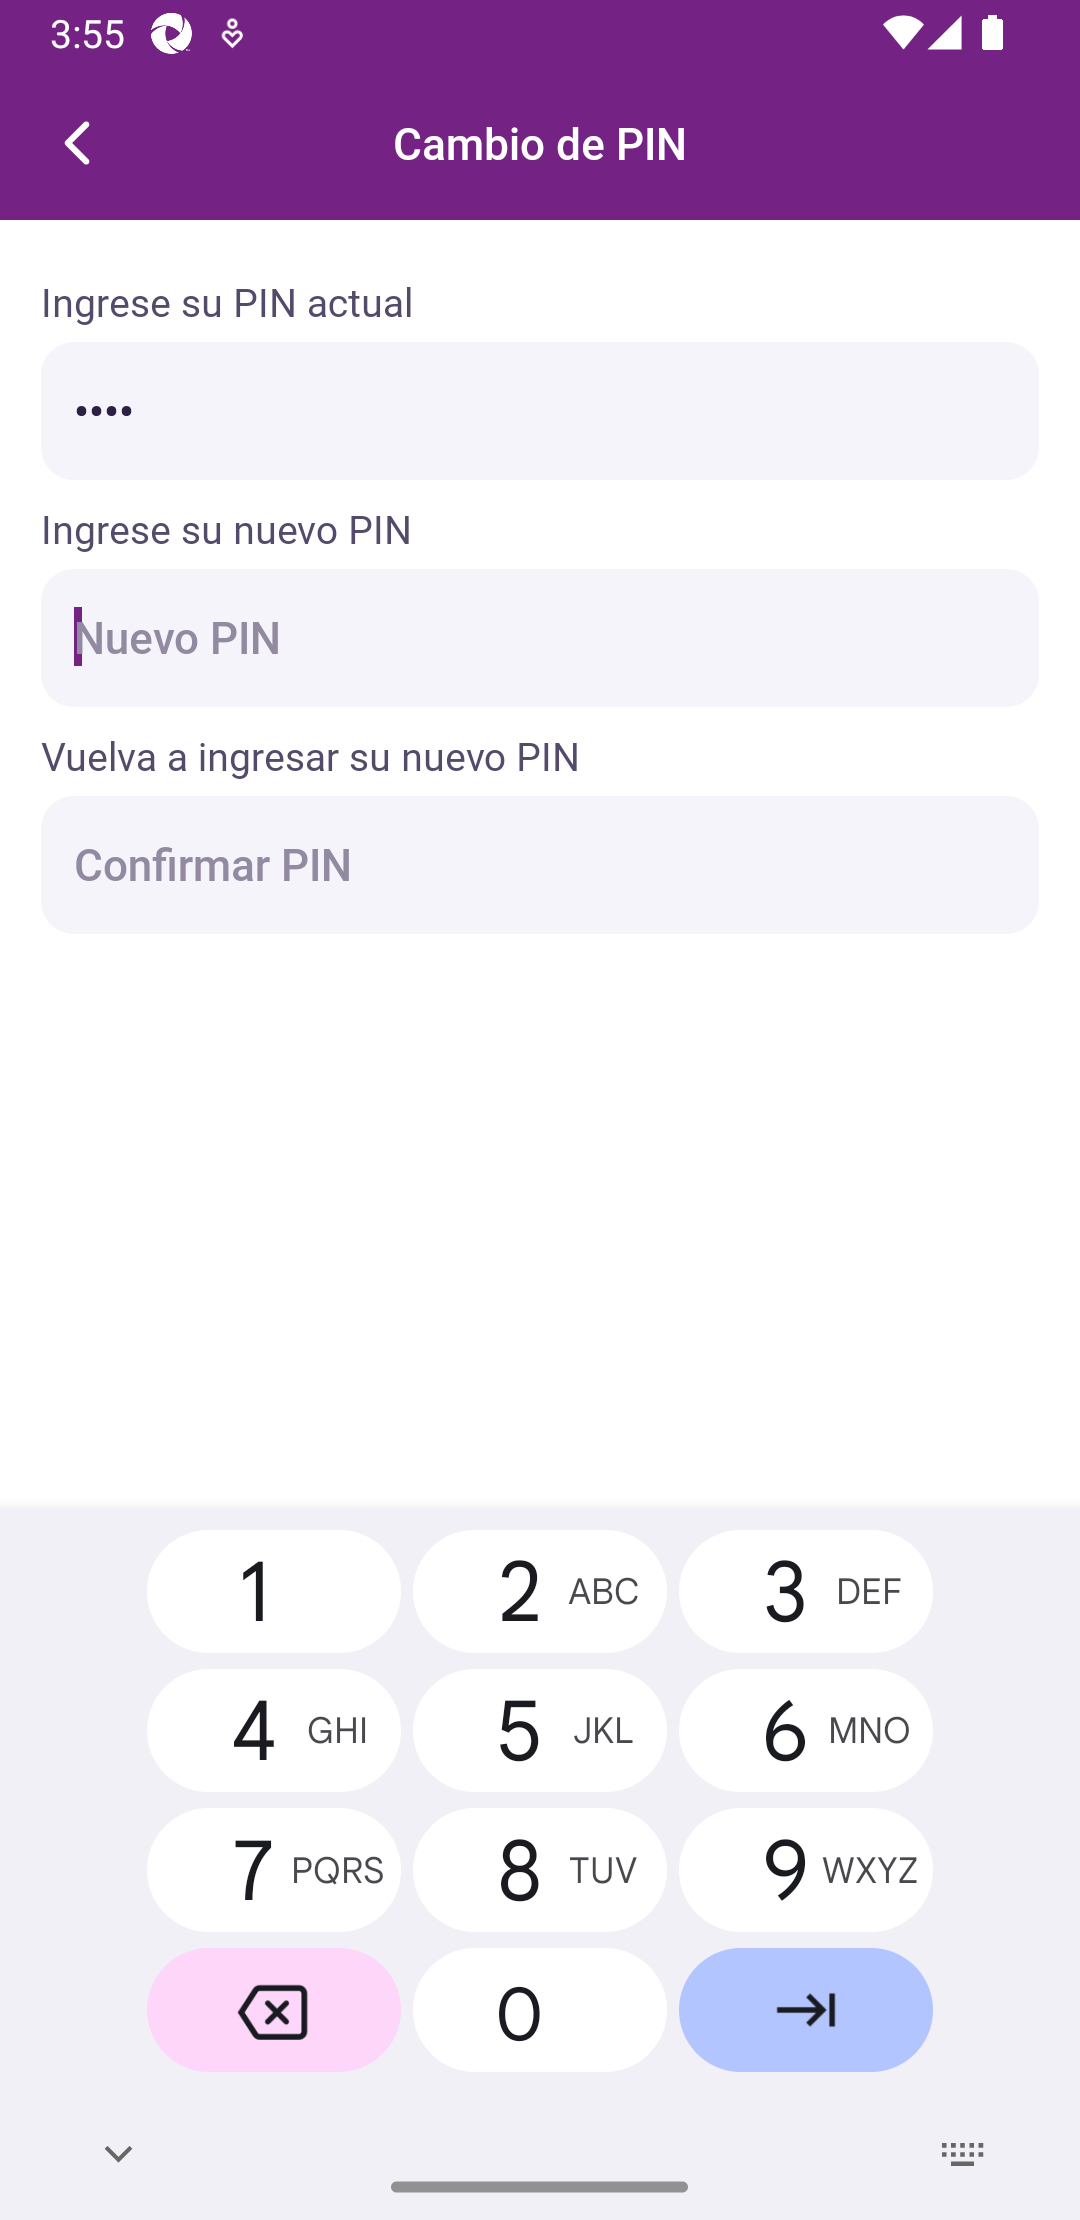 3:55
Cambio de PIN
Ingrese su PIN actual
••••
Ingrese su nuevo PIN
Nuevo PIN
Vuelva a ingresar su nuevo PIN
Confirmar PIN
1 2 ABC 3 DEF
4 GHI 5 JKL 6 MNO
7 PQRS 8 TUV 9 WXYZ
0